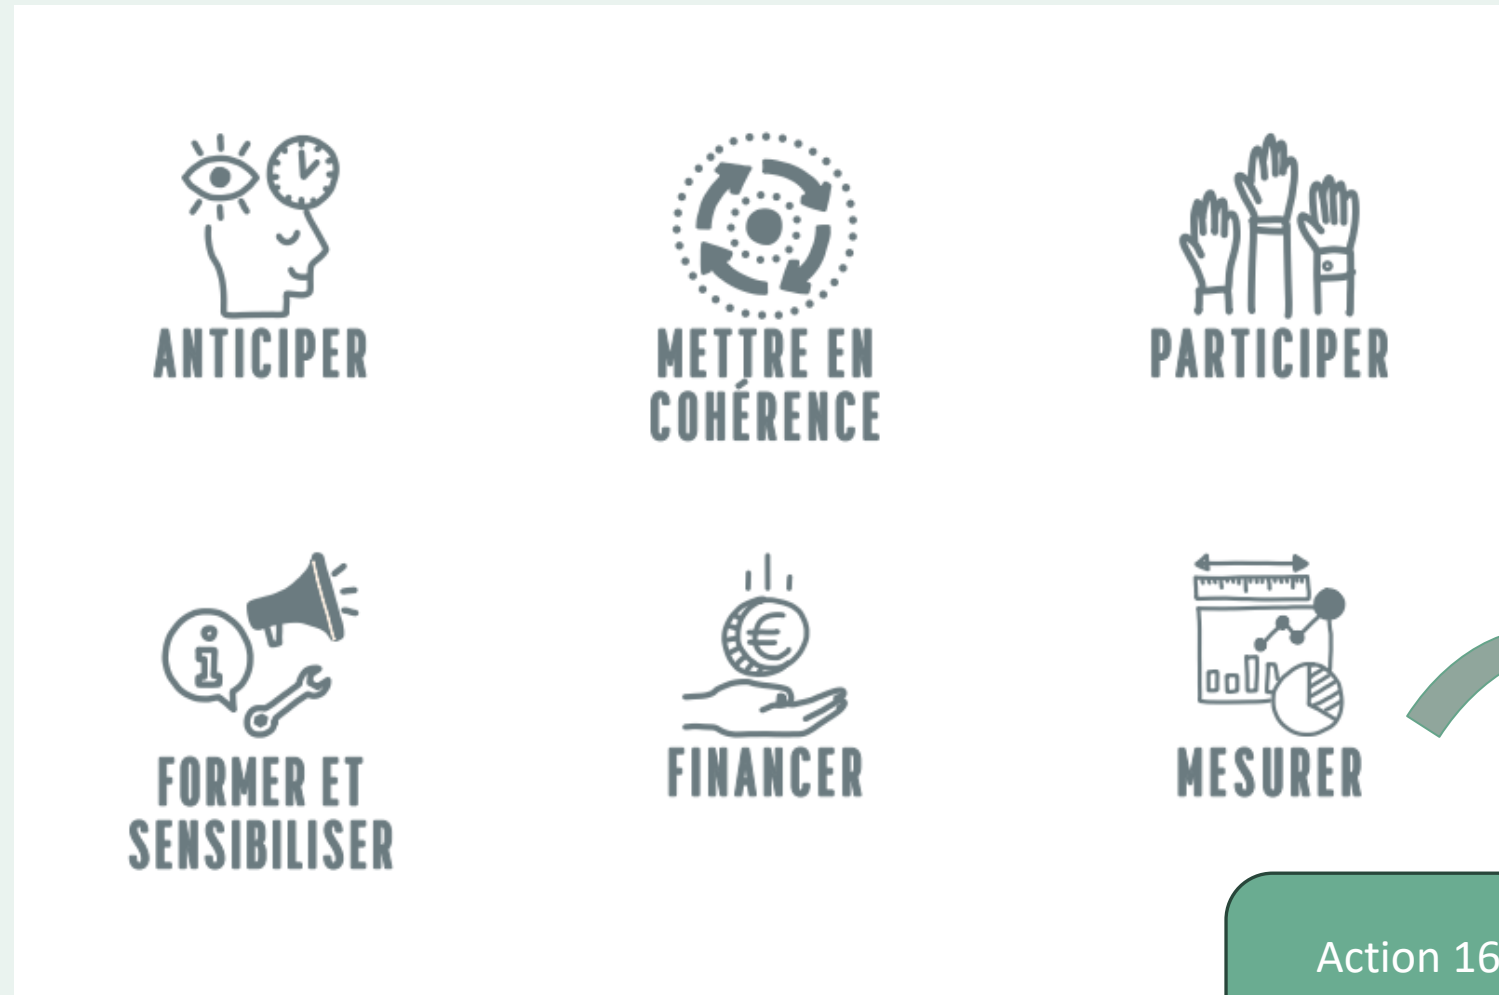 ANTICIPER
METTRE EN
COHÉRENCE
PARTICIPER
i
FORMER ET
SENSIBILISER
€
FINANCER
MESURER
Action 16